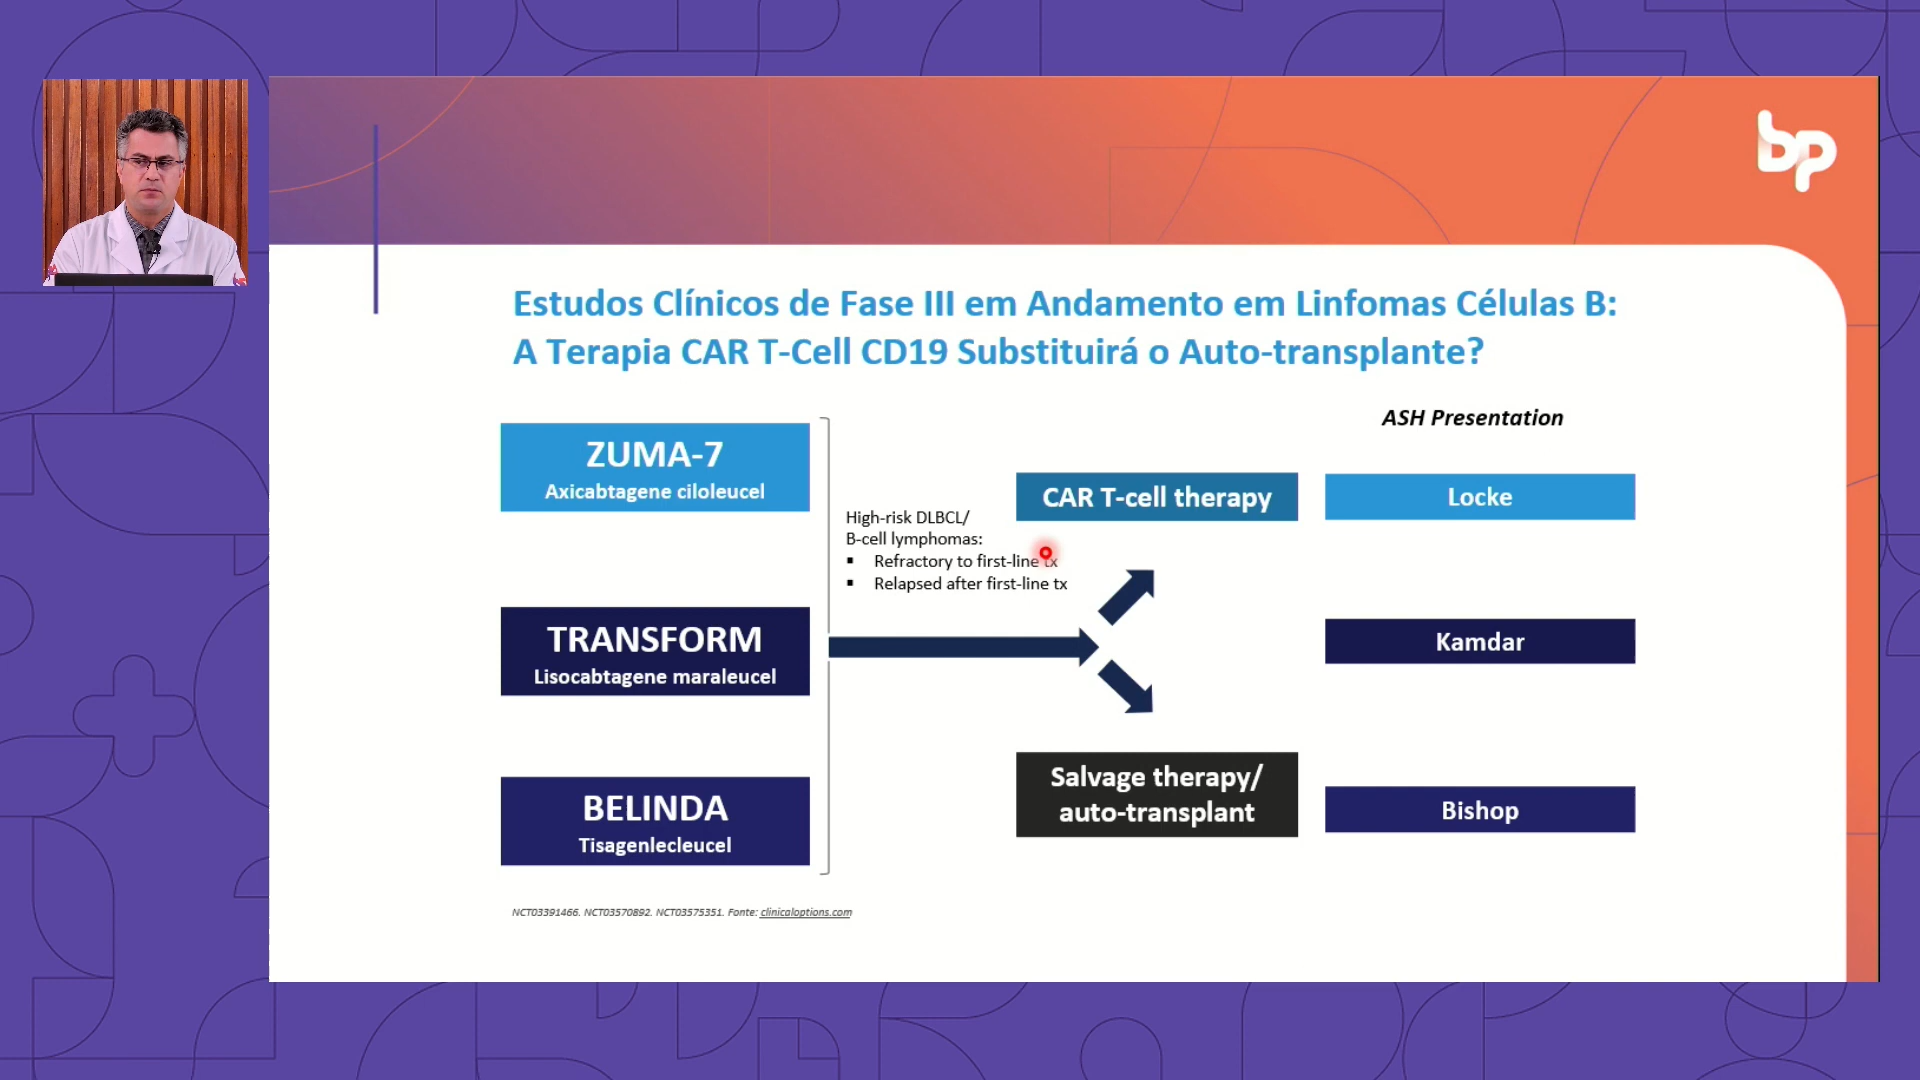 bp
Estudos Clínicos de Fase III em Andamento em Linfomas Células B:
A Terapia CAR T-Cell CD19 Substituirá o Auto-transplante?
ASH Presentation
ZUMA-7
Axicabtagene ciloleucel
High-risk DLBCL/
B-cell lymphomas:
▪ Refractory to first-line tx
▪ Relapsed after first-line tx
CAR T-cell therapy
Locke
TRANSFORM
Lisocabtagene maraleucel
Kamdar
BELINDA
Tisagenlecleucel
Salvage therapy/
auto-transplant
Bishop
NCT03391466. NCT03570892. NCT03575351. Fonte: clinicaloptions.com